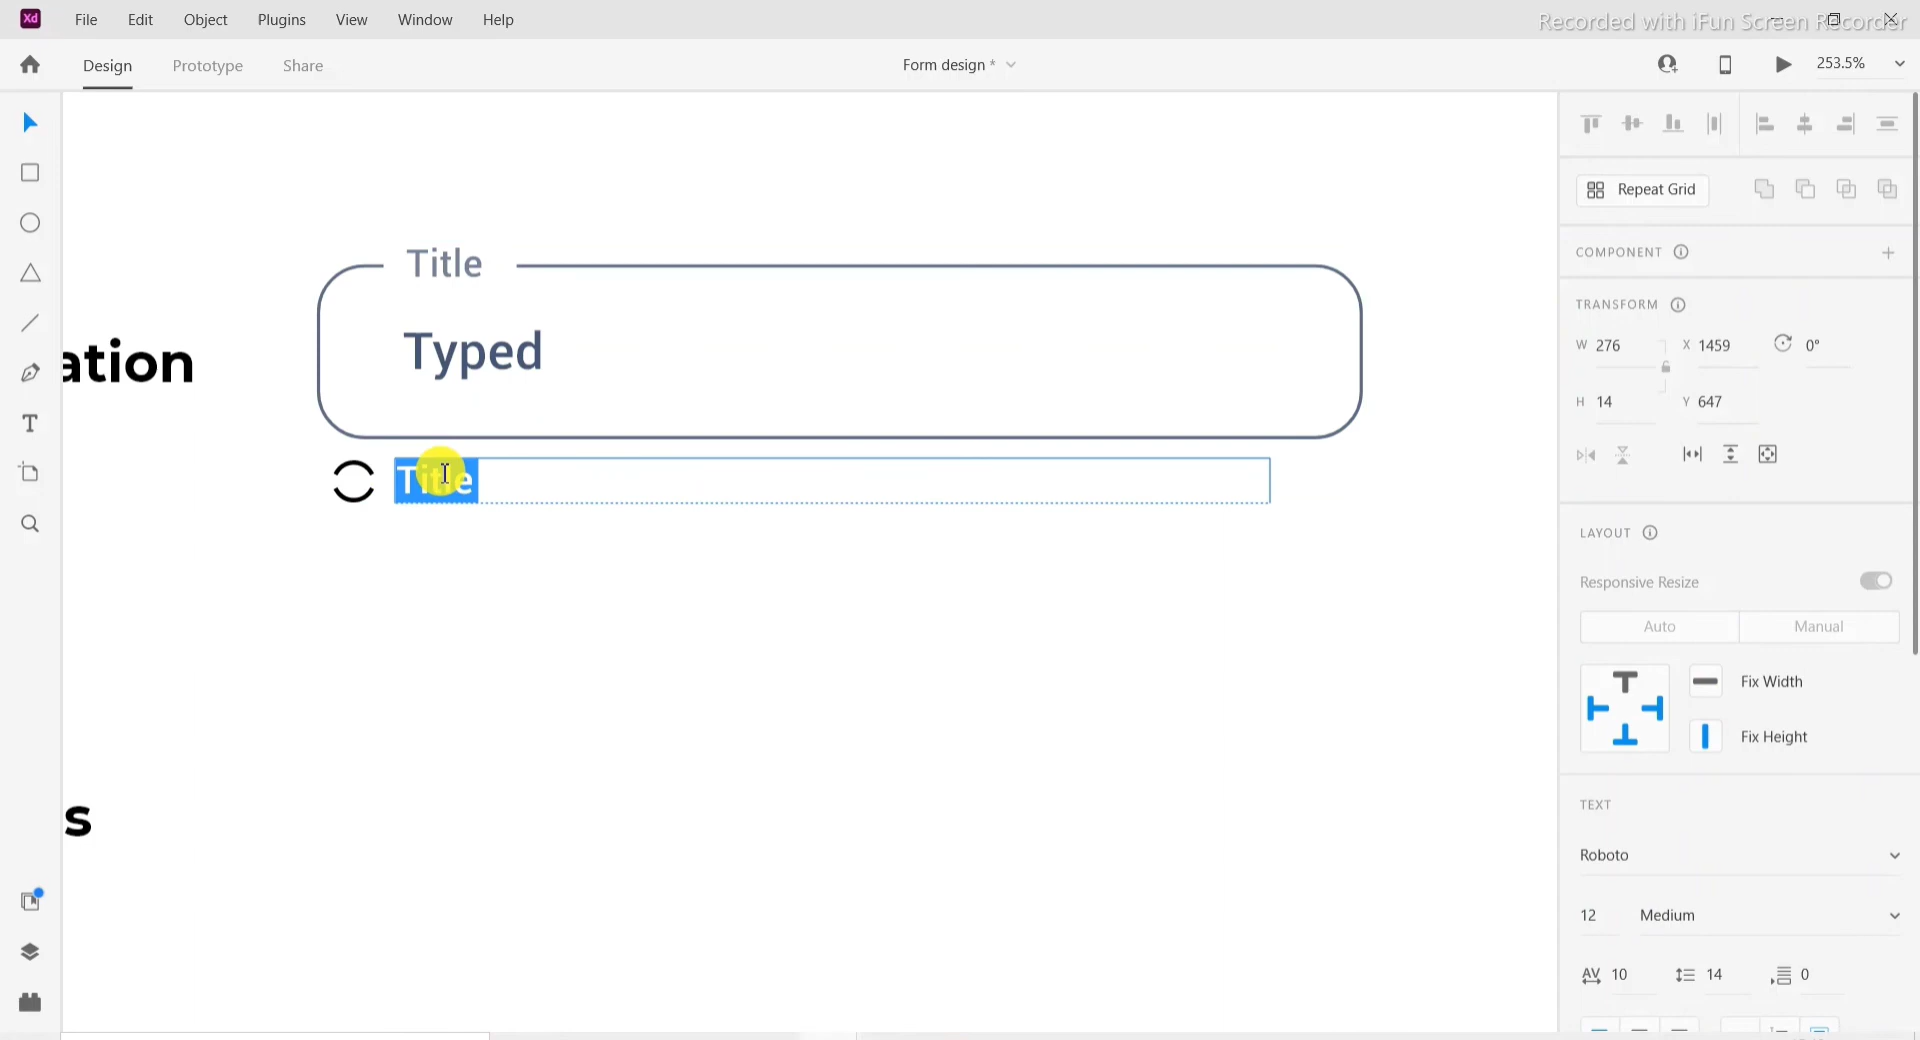 Xd File Edit Object Plugins View Window Help
Recorded with iFun Screen Recorder
Design Prototype Share
Form design *
253.5%
Title
Typed
ation
Title
s
Repeat Grid
COMPONENT
TRANSFORM
W 276 X 1459 0°
H 14 Y 647
LAYOUT
Responsive Resize
Auto Manual
Fix Width
Fix Height
TEXT
Roboto
12 Medium
AV 10 14 0